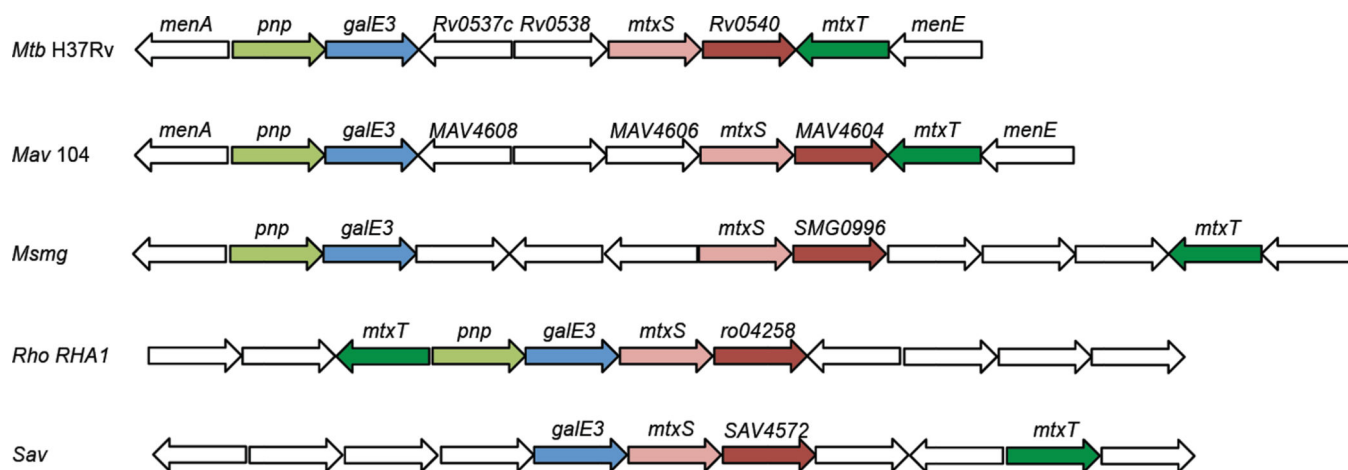 menA pnp galE3 Rv0537c Rv0538 mtxS Rv0540 mtxT menE
Mtb H37Rv
menA pnp galE3 MAV4608 MAV4606 mtxS MAV4604 mtxT menE
Mav 104
pnp galE3 mtxS SMG0996 mtxT
Msmg
mtxT pnp galE3 mtxS ro04258
Rho RHA1
galE3 mtxS SAV4572 mtxT
Sav